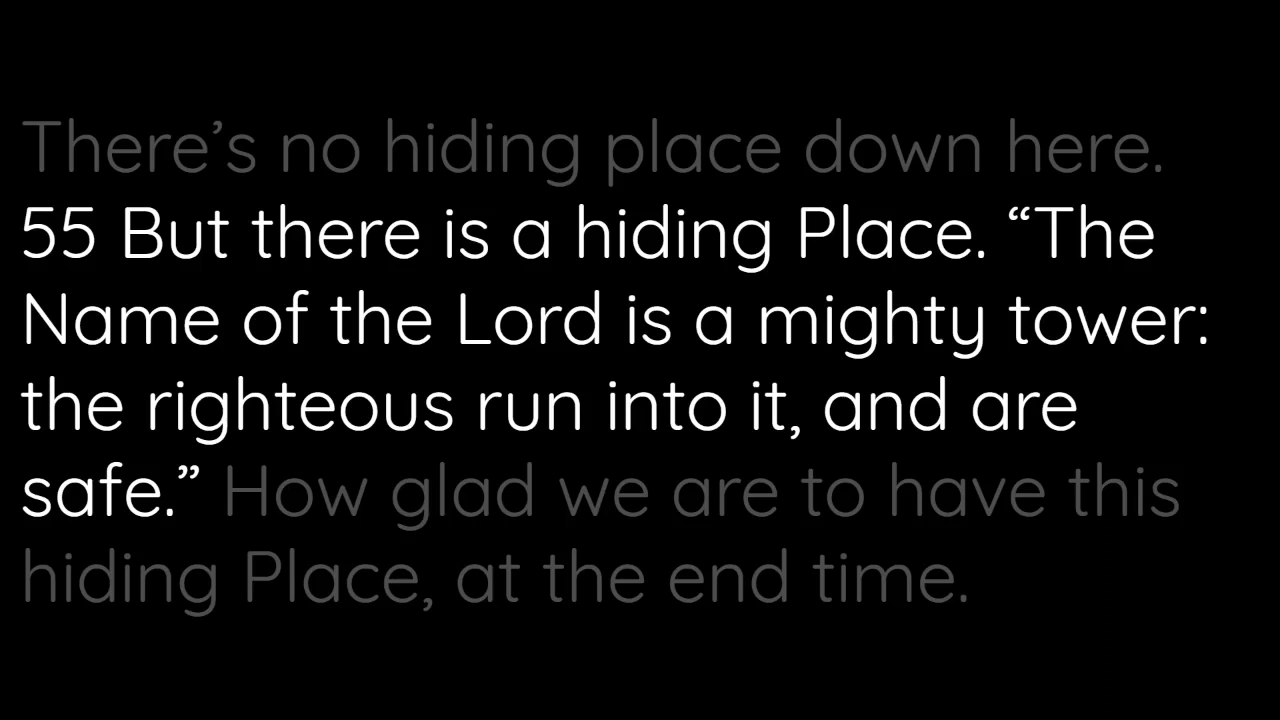 There’s no hiding place down here.
55 But there is a hiding Place. “The
Name of the Lord is a mighty tower:
the righteous run into it, and are
safe.” How glad we are to have this
hiding Place, at the end time.